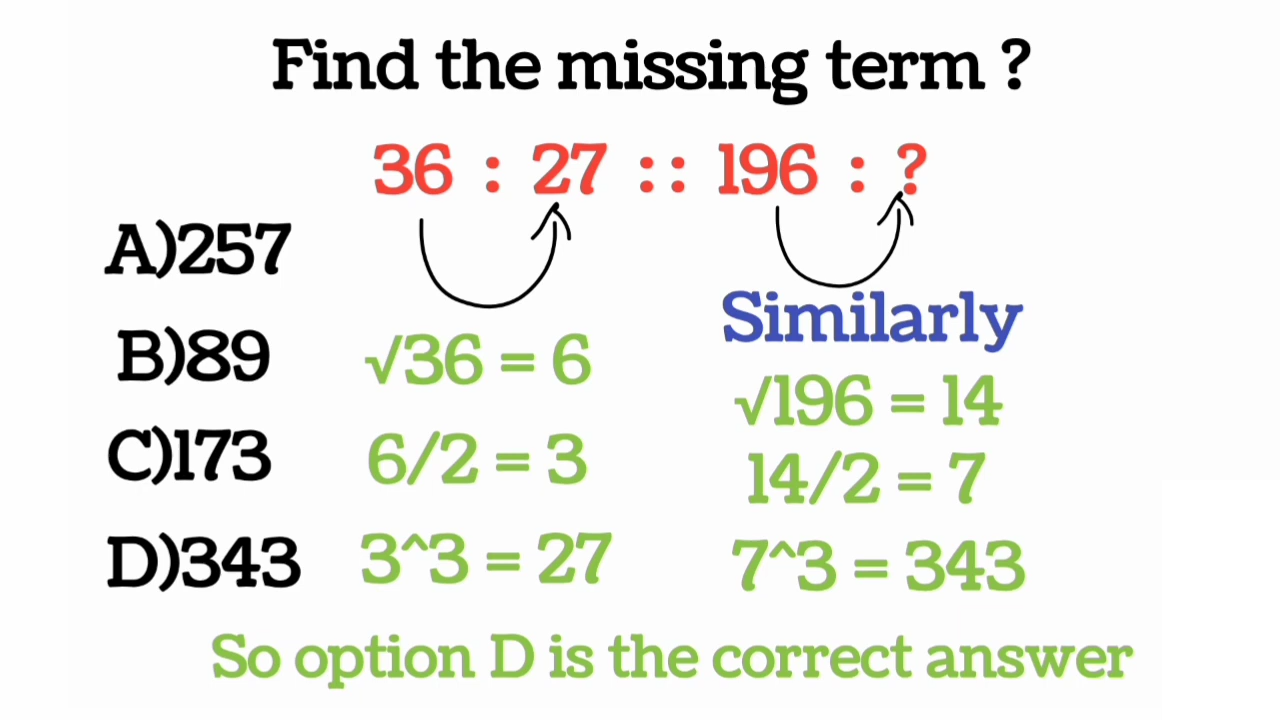 Find the missing term ?
36 : 27 :: 196 : ?
A)257
B)89
C)173
D)343
√36 = 6
6/2 = 3
3^3 = 27
Similarly
√196 = 14
14/2 = 7
7^3 = 343
So option D is the correct answer